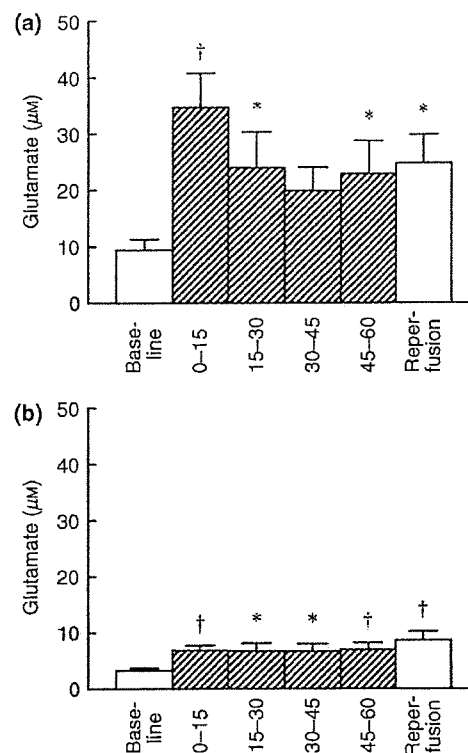 (a)
50
†
40
*
*
*
30
20
10
0
Glutamate (μM)
Base-
line
0–15
15–30
30–45
45–60
Reper-
fusion
(b)
50
40
30
20
10
0
†
*
*
†
†
Glutamate (μM)
Base-
line
0–15
15–30
30–45
45–60
Reper-
fusion